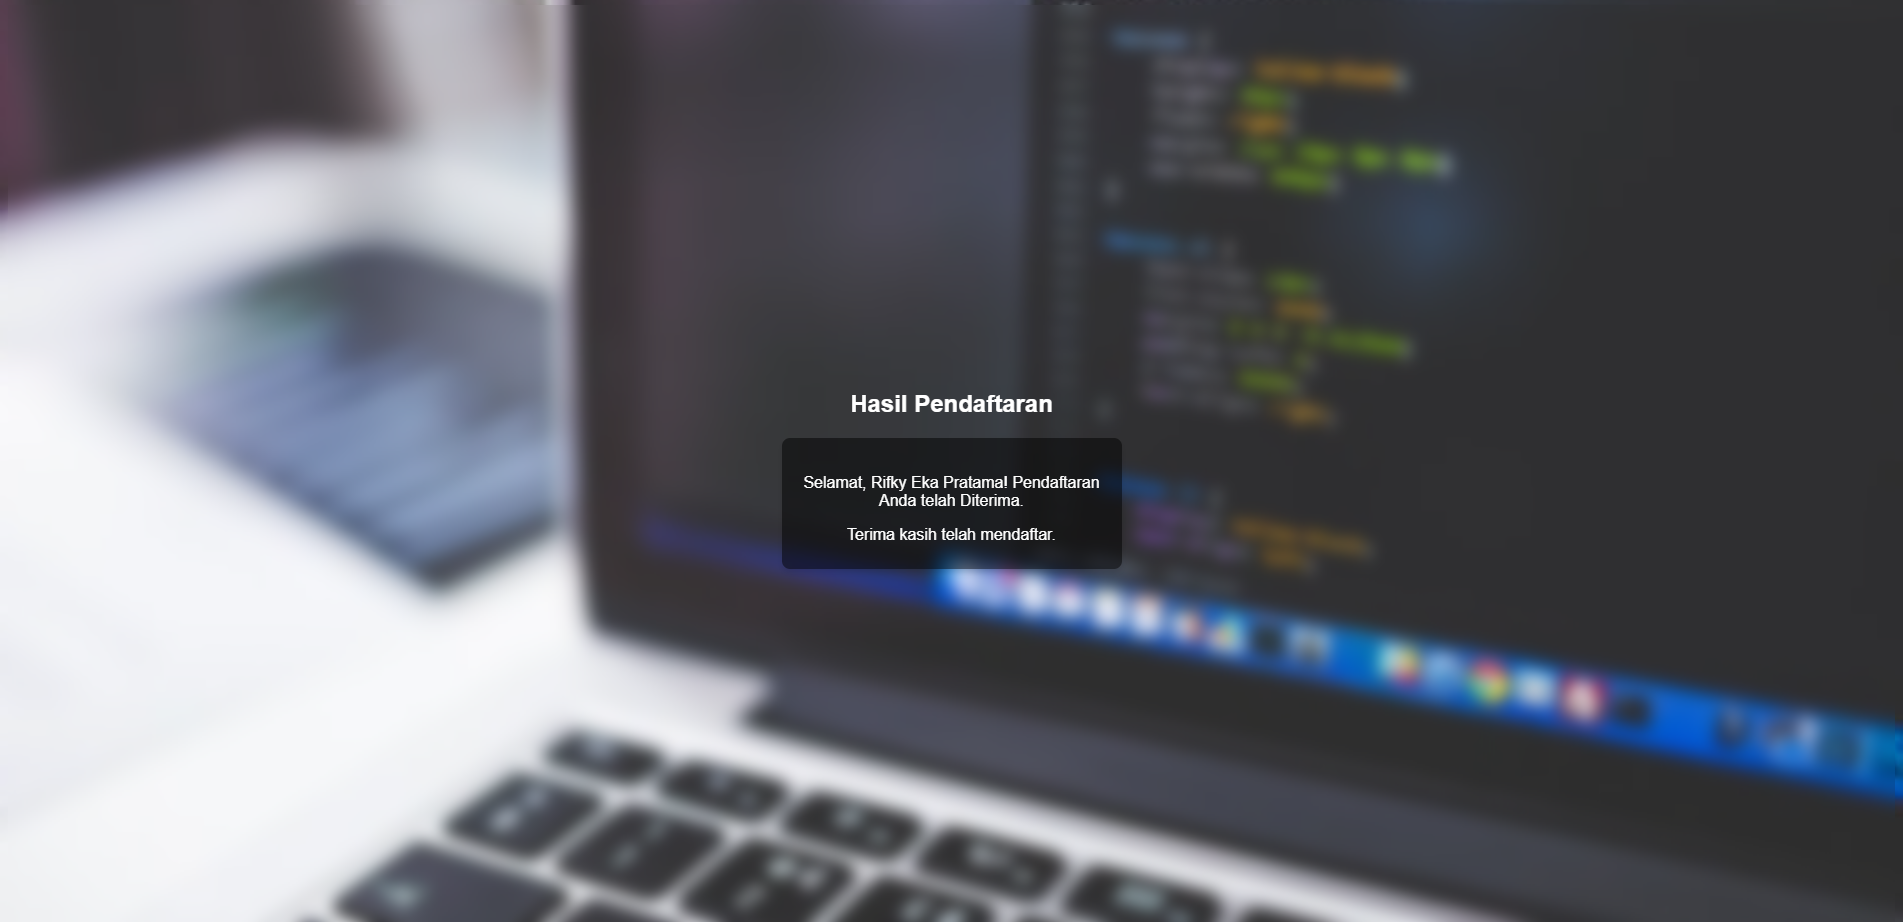 Hasil Pendaftaran
Selamat, Rifky Eka Pratama! Pendaftaran
Anda telah Diterima.
Terima kasih telah mendaftar.